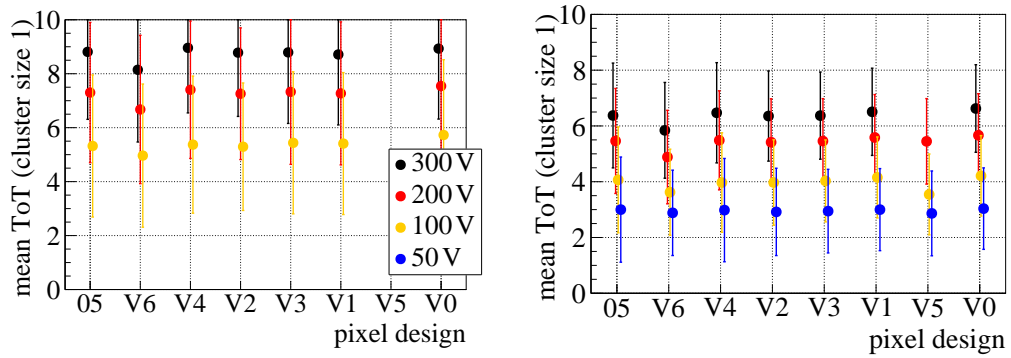 mean ToT (cluster size 1)
10
8
6
4
2
0
300 V
200 V
100 V
50 V
05 V6 V4 V2 V3 V1 V5 V0
pixel design
mean ToT (cluster size 1)
10
8
6
4
2
0
05 V6 V4 V2 V3 V1 V5 V0
pixel design